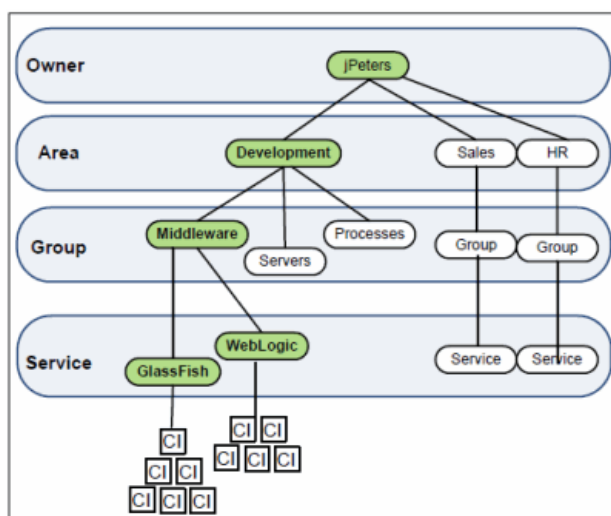 Owner
jPeters
Area
Development
Sales
HR
Group
Middleware
Servers
Processes
Group
Group
Service
GlassFish
WebLogic
Service
Service
CI
CI CI
CI CI CI
CI CI
CI CI CI